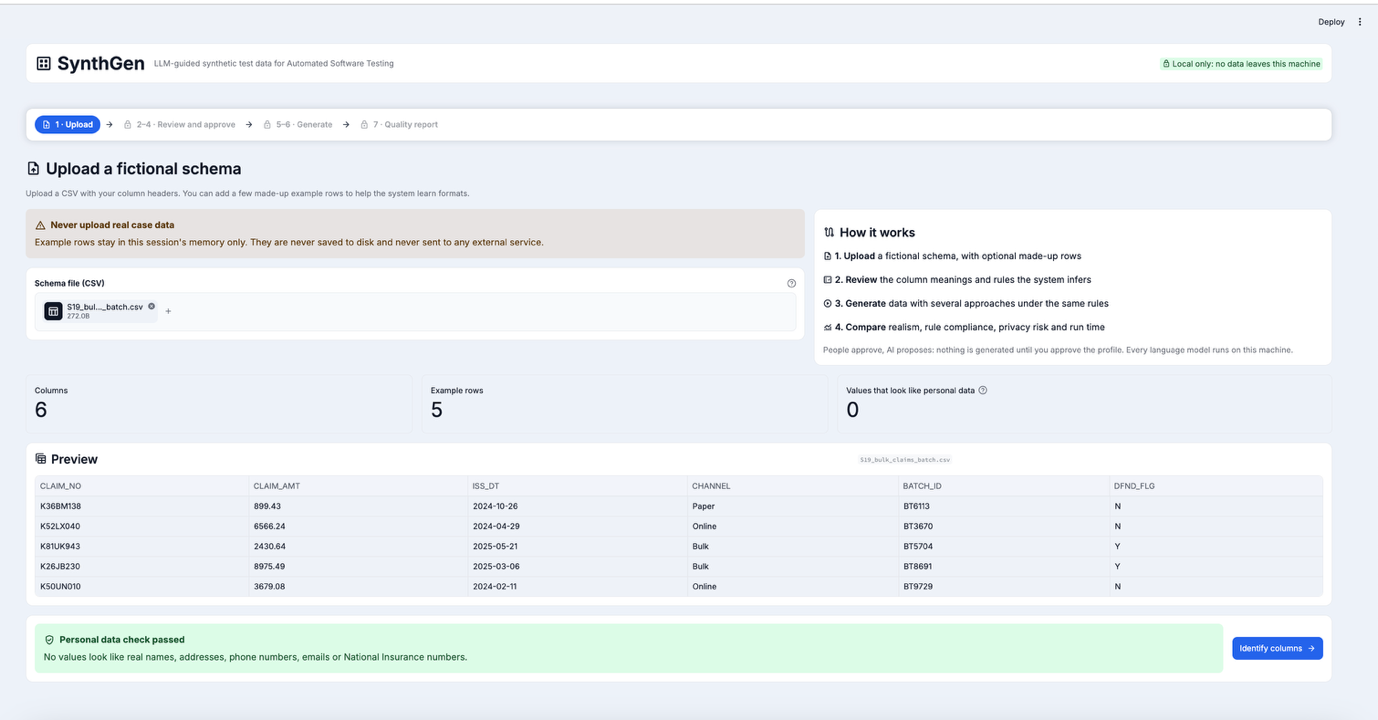 Deploy
SynthGen LLM-guided synthetic test data for Automated Software Testing Local only: no data leaves this machine
1 · Upload → 2–4 · Review and approve → 5–6 · Generate → 7 · Quality report
Upload a fictional schema
Upload a CSV with your column headers. You can add a few made-up example rows to help the system learn formats.
Never upload real case data
Example rows stay in this session's memory only. They are never saved to disk and never sent to any external service.
Schema file (CSV)
S19_bul..._batch.csv
272.0B
+
How it works
1. Upload a fictional schema, with optional made-up rows
2. Review the column meanings and rules the system infers
3. Generate data with several approaches under the same rules
4. Compare realism, rule compliance, privacy risk and run time
People approve, AI proposes: nothing is generated until you approve the profile. Every language model runs on this machine.
Columns
6
Example rows
5
Values that look like personal data
0
Preview S19_bulk_claims_batch.csv
CLAIM_NO CLAIM_AMT ISS_DT CHANNEL BATCH_ID DFND_FLG
K36BM138 899.43 2024-10-26 Paper BT6113 N
K52LX040 6566.24 2024-04-29 Online BT3670 N
K81UK943 2430.64 2025-05-21 Bulk BT5704 Y
K26JB230 8975.49 2025-03-06 Bulk BT8691 Y
K50UN010 3679.08 2024-02-11 Online BT9729 N
Personal data check passed
No values look like real names, addresses, phone numbers, emails or National Insurance numbers.
Identify columns →